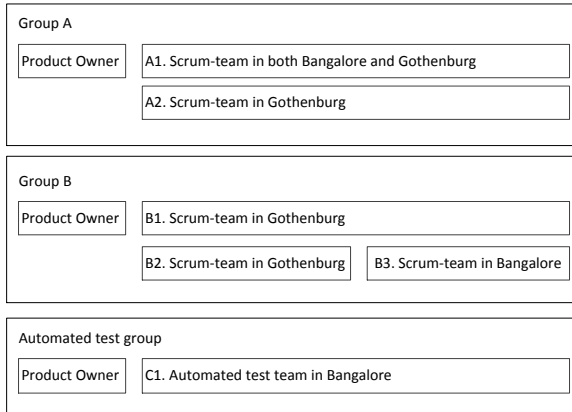 Group A
Product Owner
A1. Scrum-team in both Bangalore and Gothenburg
A2. Scrum-team in Gothenburg
Group B
Product Owner
B1. Scrum-team in Gothenburg
B2. Scrum-team in Gothenburg
B3. Scrum-team in Bangalore
Automated test group
Product Owner
C1. Automated test team in Bangalore